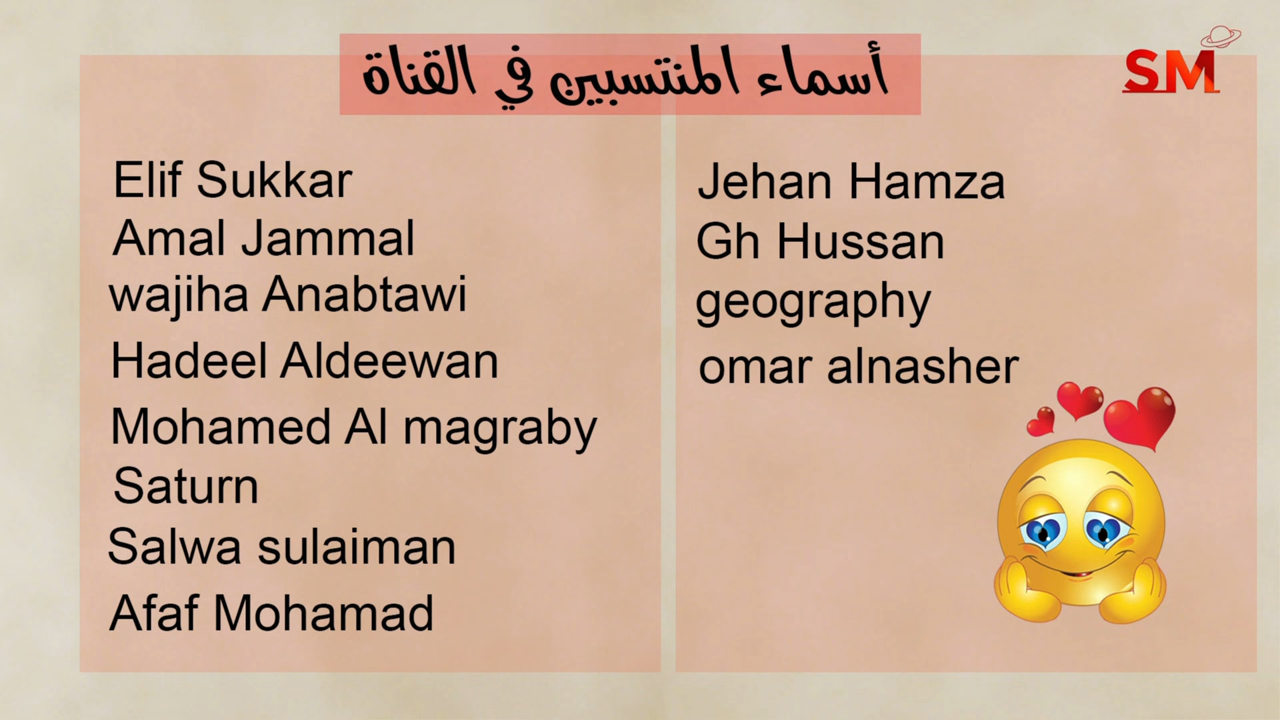 أسماء المنتسبين في القناة
SM
Elif Sukkar
Amal Jammal
wajiha Anabtawi
Hadeel Aldeewan
Mohamed Al magraby
Saturn
Salwa sulaiman
Afaf Mohamad
Jehan Hamza
Gh Hussan
geography
omar alnasher